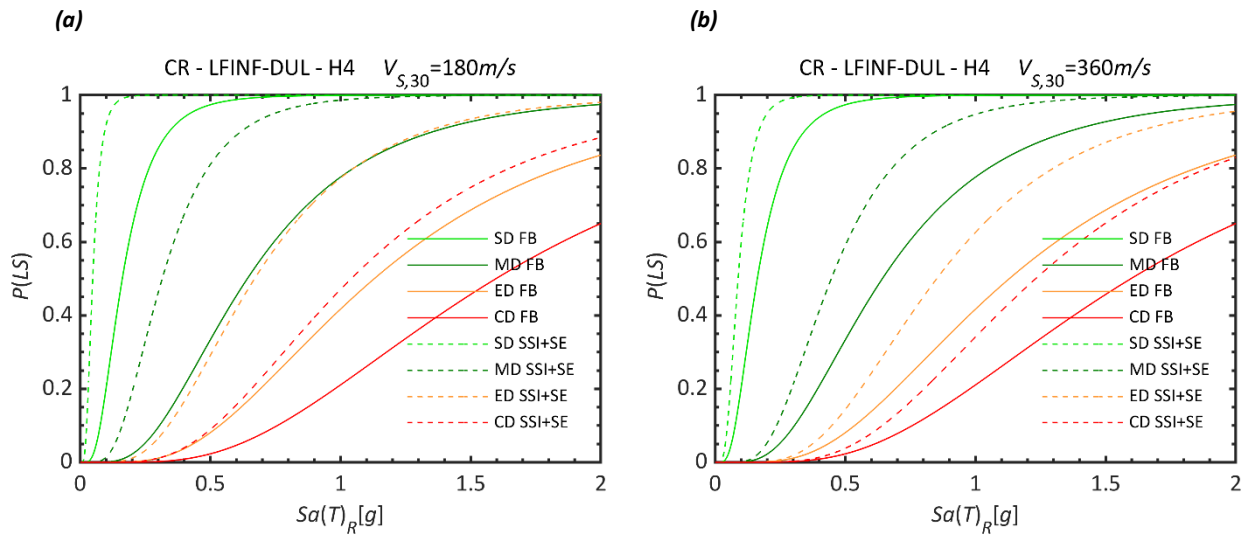 (a)
CR - LFINF-DUL - H4 V_S,30=180m/s
1
0.8
0.6
0.4
0.2
0
P(LS)
SD FB
MD FB
ED FB
CD FB
SD SSI+SE
MD SSI+SE
ED SSI+SE
CD SSI+SE
0 0.5 1 1.5 2
Sa(T)_R[g]
(b)
CR - LFINF-DUL - H4 V_S,30=360m/s
1
0.8
0.6
0.4
0.2
0
P(LS)
SD FB
MD FB
ED FB
CD FB
SD SSI+SE
MD SSI+SE
ED SSI+SE
CD SSI+SE
0 0.5 1 1.5 2
Sa(T)_R[g]